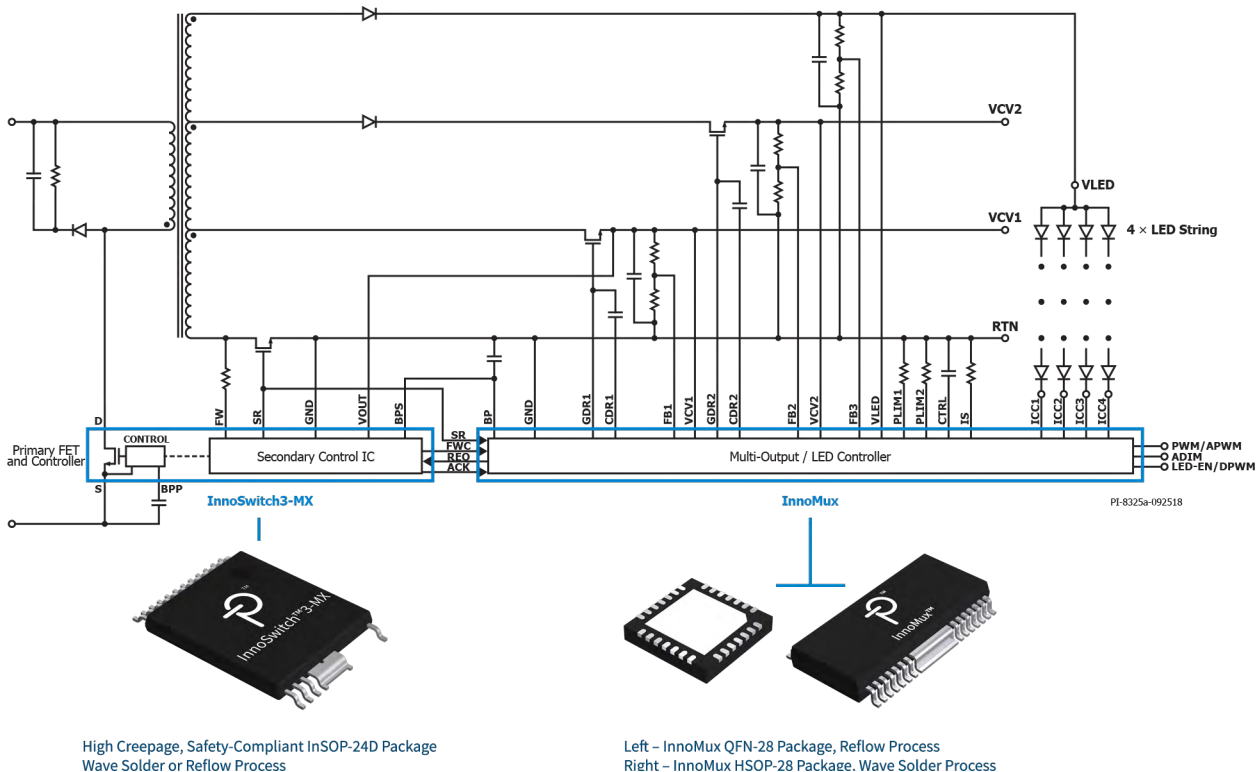 VCV2
VLED
VCV1
4 × LED String
RTN
D
FW
SR
GND
VOUT
BPS
BP
GND
GDR1
CDR1
FB1
VCV1
GDR2
CDR2
FB2
VCV2
FB3
VLED
PLIM1
PLIM2
CTRL
IS
ICC1
ICC2
ICC3
ICC4
Primary FET
and Controller
CONTROL
Secondary Control IC
SR
FWC
REQ
ACK
Multi-Output / LED Controller
PWM/APWM
ADIM
LED-EN/DPWM
S
BPP
InnoSwitch3-MX
InnoMux
PI-8325a-092518
InnoSwitch™3-MX
InnoMux™
High Creepage, Safety-Compliant InSOP-24D Package
Wave Solder or Reflow Process
Left – InnoMux QFN-28 Package, Reflow Process
Right – InnoMux HSOP-28 Package, Wave Solder Process